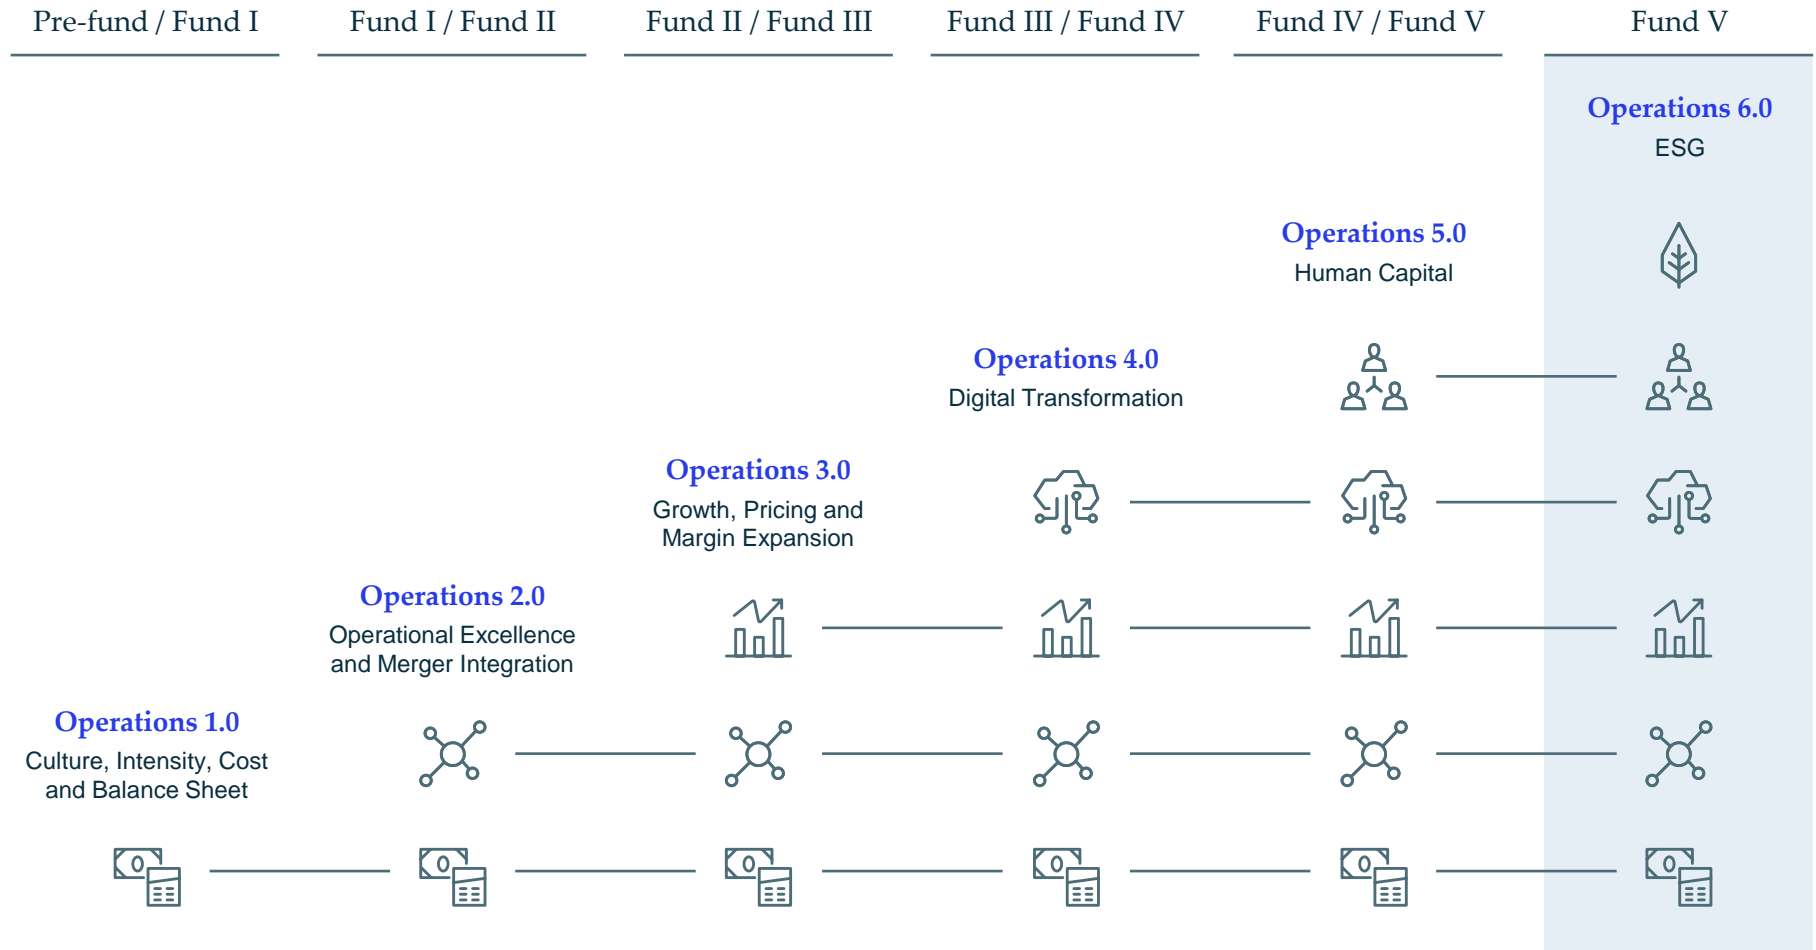 Pre-fund / Fund I
Fund I / Fund II
Fund II / Fund III
Fund III / Fund IV
Fund IV / Fund V
Fund V
Operations 6.0
ESG
Operations 5.0
Human Capital
Operations 4.0
Digital Transformation
Operations 3.0
Growth, Pricing and
Margin Expansion
Operations 2.0
Operational Excellence
and Merger Integration
Operations 1.0
Culture, Intensity, Cost
and Balance Sheet